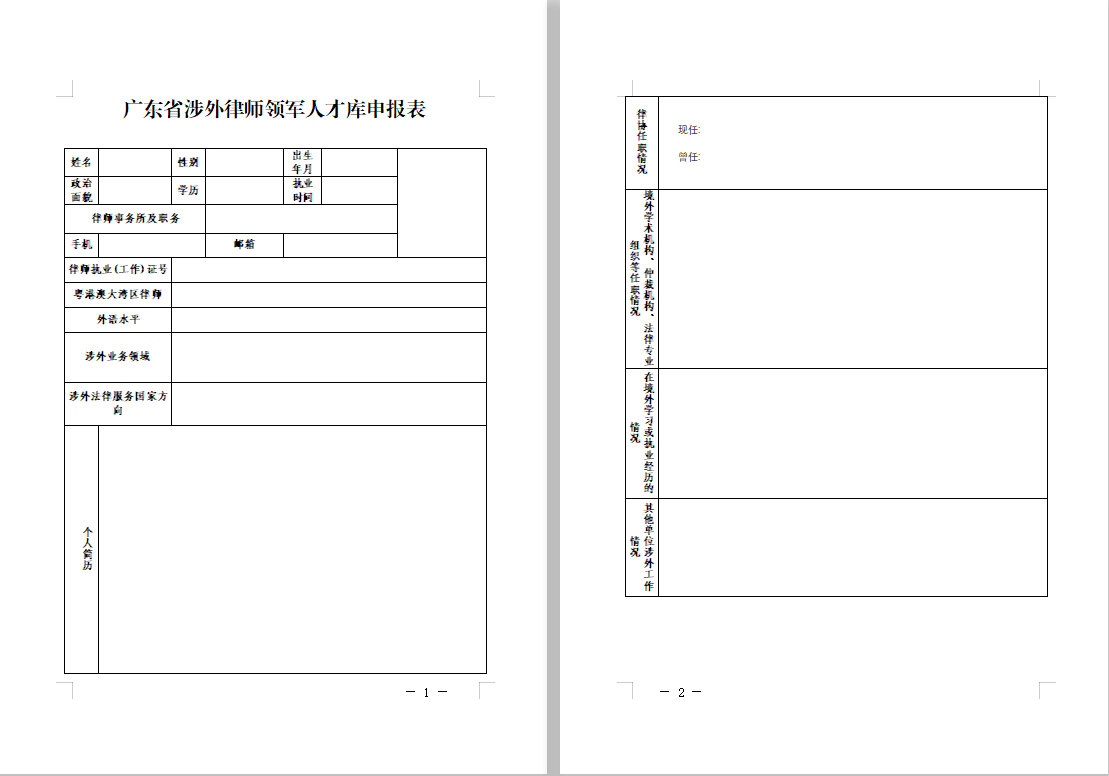 广东省涉外律师领军人才库申报表
姓名
性别
出生
年月
政治
面貌
学历
执业
时间
律师事务所及职务
手机
邮箱
律师执业(工作)证号
粤港澳大湾区律师
外语水平
涉外业务领域
涉外法律服务国家方
向
个人简历
— 1 —
律协任职情况
现任:
曾任:
境外学术机构、仲裁机构、法律专业
组织等任职情况
在境外学习或执业经历的
情况
其他单位涉外工作
情况
— 2 —